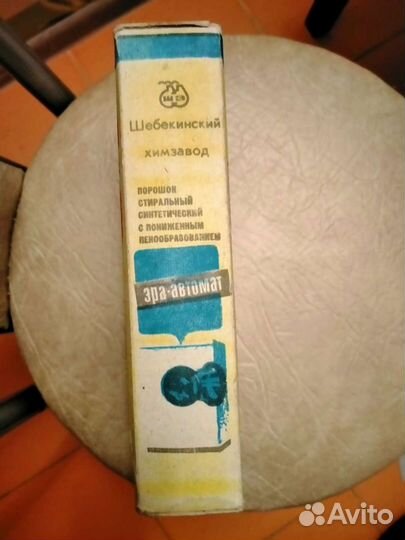 Шебекинский
химзавод
ПОРОШОК
СТИРАЛЬНЫЙ
СИНТЕТИЧЕСКИЙ
С ПОНИЖЕННЫМ
ПЕНООБРАЗОВАНИЕМ
эра-автомат
Avito